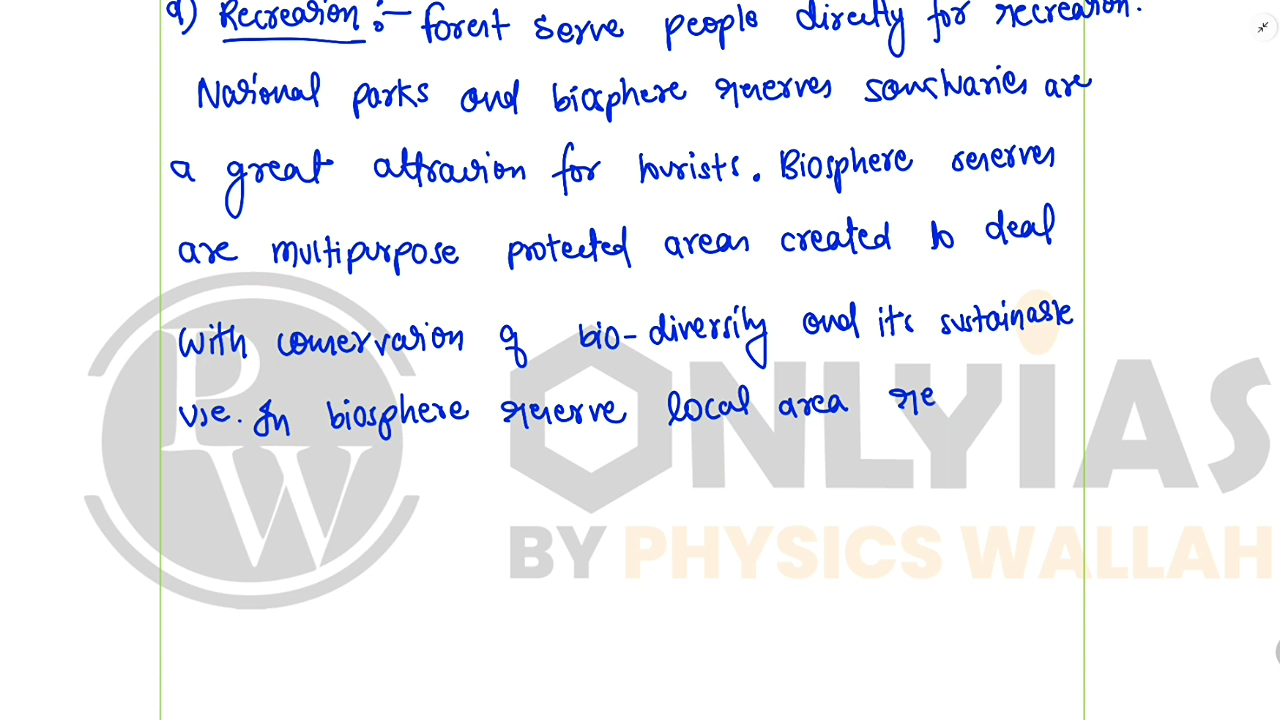 9) Recreation :- forest serve people directly for recreation.
National parks and biosphere reserves sanctuaries are
a great attraction for tourists. Biosphere reserves
are multipurpose protected areas created to deal
with conservation of bio-diversity and its sustainable
use. In biosphere reserve local area re
PW
ONLYIAS
BY PHYSICS WALLAH